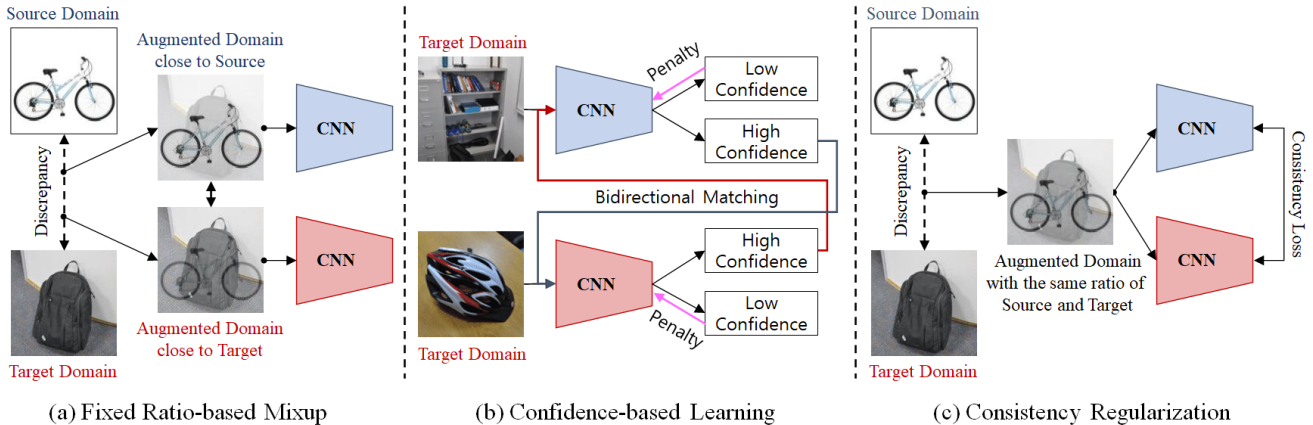 Source Domain
Augmented Domain
close to Source
CNN
Discrepancy
CNN
Augmented Domain
close to Target
Target Domain
(a) Fixed Ratio-based Mixup
Target Domain
CNN
Penalty
Low
Confidence
High
Confidence
Bidirectional Matching
High
Confidence
CNN
Low
Confidence
Penalty
Target Domain
(b) Confidence-based Learning
Source Domain
CNN
Discrepancy
Consistency Loss
Augmented Domain
with the same ratio of
Source and Target
CNN
Target Domain
(c) Consistency Regularization